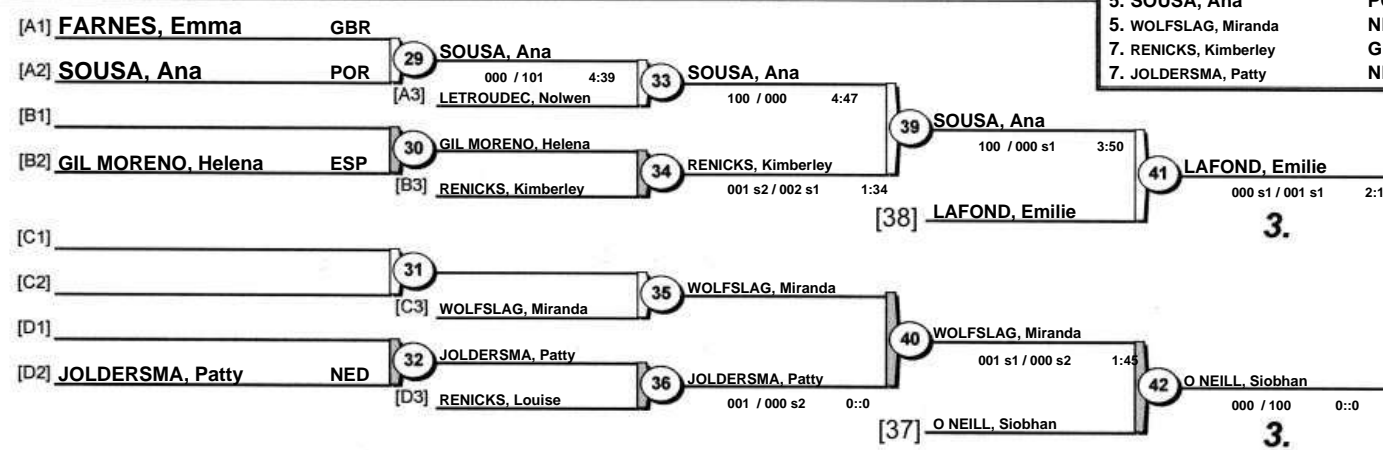 5. SOUSA, Ana PO
5. WOLFSLAG, Miranda NE
7. RENICKS, Kimberley G
7. JOLDERSMA, Patty NE
[A1] FARNES, Emma GBR
29
SOUSA, Ana
000 / 101 4:39
[A2] SOUSA, Ana POR
[A3] LETROUDEC, Nolwen
33
SOUSA, Ana
100 / 000 4:47
[B1]
30
GIL MORENO, Helena
[B2] GIL MORENO, Helena ESP
[B3] RENICKS, Kimberley
34
RENICKS, Kimberley
001 s2 / 002 s1 1:34
39
SOUSA, Ana
100 / 000 s1 3:50
[38] LAFOND, Emilie
41
LAFOND, Emilie
000 s1 / 001 s1 2:1
3.
[C1]
31
[C2]
[C3] WOLFSLAG, Miranda
35
WOLFSLAG, Miranda
[D1]
32
JOLDERSMA, Patty
[D2] JOLDERSMA, Patty NED
[D3] RENICKS, Louise
36
JOLDERSMA, Patty
001 / 000 s2 0::0
40
WOLFSLAG, Miranda
001 s1 / 000 s2 1:45
[37] O NEILL, Siobhan
42
O NEILL, Siobhan
000 / 100 0::0
3.